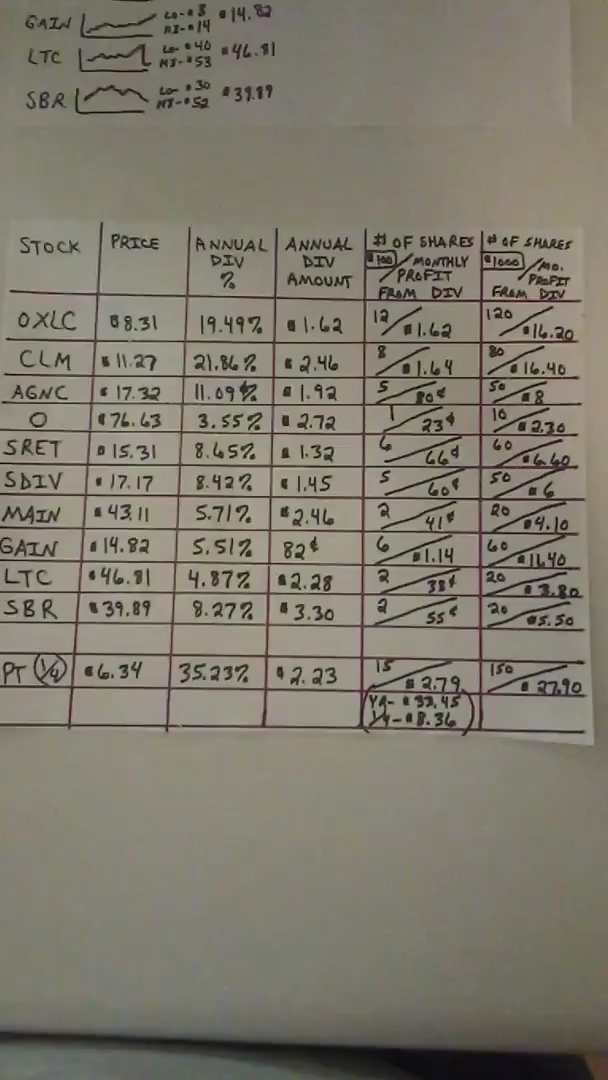 GAIN LO-$8 $14.82
HI-$14
LTC LO-$40 $46.81
HI-$53
SBR LO-$30 $39.89
HI-$52
STOCK PRICE ANNUAL DIV % ANNUAL DIV AMOUNT # OF SHARES $100 / MONTHLY PROFIT FROM DIV # OF SHARES $1000 / MO. PROFIT FROM DIV
OXLC $8.31 19.49% $1.62 12 / $1.62 120 / $16.20
CLM $11.27 21.86% $2.46 8 / $1.64 80 / $16.40
AGNC $17.32 11.09% $1.92 5 / 80¢ 50 / $8
O $76.63 3.55% $2.72 1 / 23¢ 10 / $2.30
SRET $15.31 8.65% $1.32 6 / 66¢ 60 / $6.60
SDIV $17.17 8.42% $1.45 5 / 60¢ 50 / $6
MAIN $43.11 5.71% $2.46 2 / 41¢ 20 / $4.10
GAIN $14.82 5.51% 82¢ 6 / $1.14 60 / $11.40
LTC $46.81 4.87% $2.28 2 / 38¢ 20 / $3.80
SBR $39.89 8.27% $3.30 2 / 55¢ 20 / $5.50
PT (1/4) $6.34 35.23% $2.23 15 / $2.79 150 / $27.90
YR-$33.45
1/4-$8.36